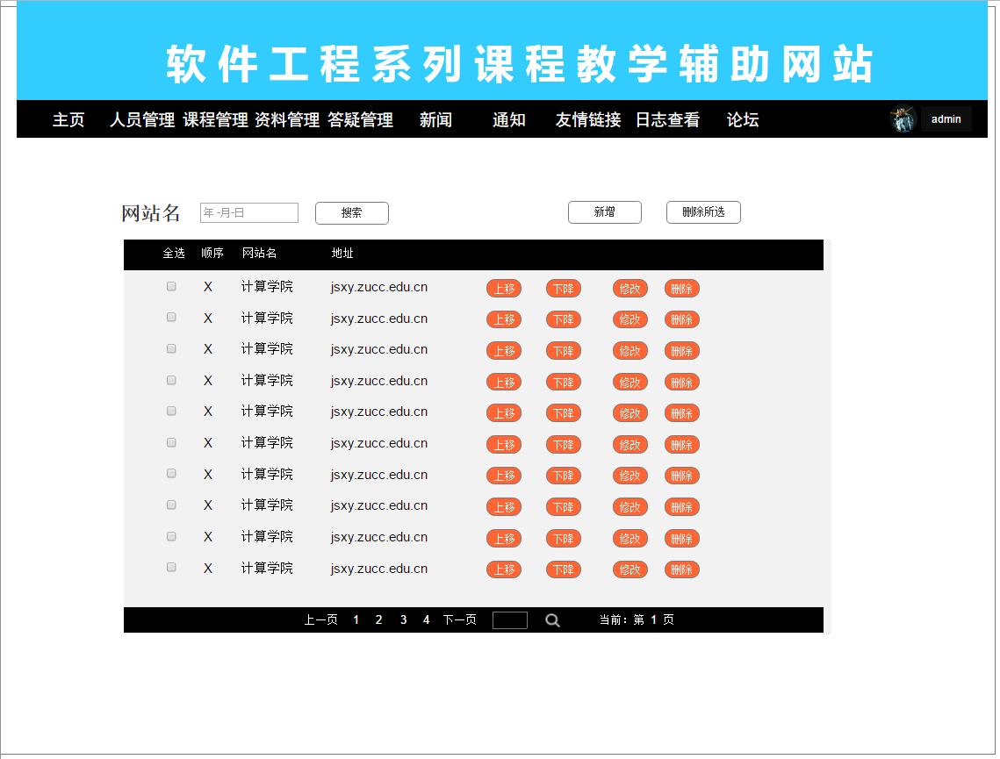 软件工程系列课程教学辅助网站
主页 人员管理 课程管理 资料管理 答疑管理 新闻 通知 友情链接 日志查看 论坛 admin
网站名 年 -月-日 搜索 新增 删除所选
全选 顺序 网站名 地址
X 计算学院 jsxy.zucc.edu.cn 上移 下降 修改 删除
X 计算学院 jsxy.zucc.edu.cn 上移 下降 修改 删除
X 计算学院 jsxy.zucc.edu.cn 上移 下降 修改 删除
X 计算学院 jsxy.zucc.edu.cn 上移 下降 修改 删除
X 计算学院 jsxy.zucc.edu.cn 上移 下降 修改 删除
X 计算学院 jsxy.zucc.edu.cn 上移 下降 修改 删除
X 计算学院 jsxy.zucc.edu.cn 上移 下降 修改 删除
X 计算学院 jsxy.zucc.edu.cn 上移 下降 修改 删除
X 计算学院 jsxy.zucc.edu.cn 上移 下降 修改 删除
X 计算学院 jsxy.zucc.edu.cn 上移 下降 修改 删除
上一页 1 2 3 4 下一页 当前：第 1 页